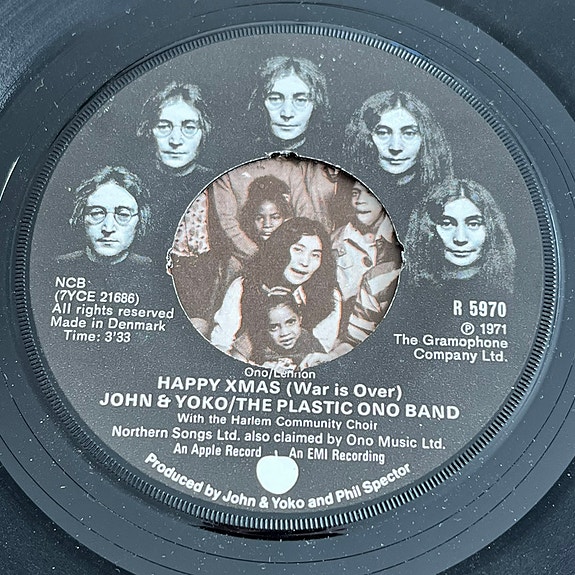 NCB
(7YCE 21686)
All rights reserved
Made in Denmark
Time: 3'33
R 5970
℗ 1971
The Gramophone
Company Ltd.
Ono/Lennon
HAPPY XMAS (War is Over)
JOHN & YOKO/THE PLASTIC ONO BAND
With the Harlem Community Choir
Northern Songs Ltd. also claimed by Ono Music Ltd.
An Apple Record An EMI Recording
Produced by John & Yoko and Phil Spector